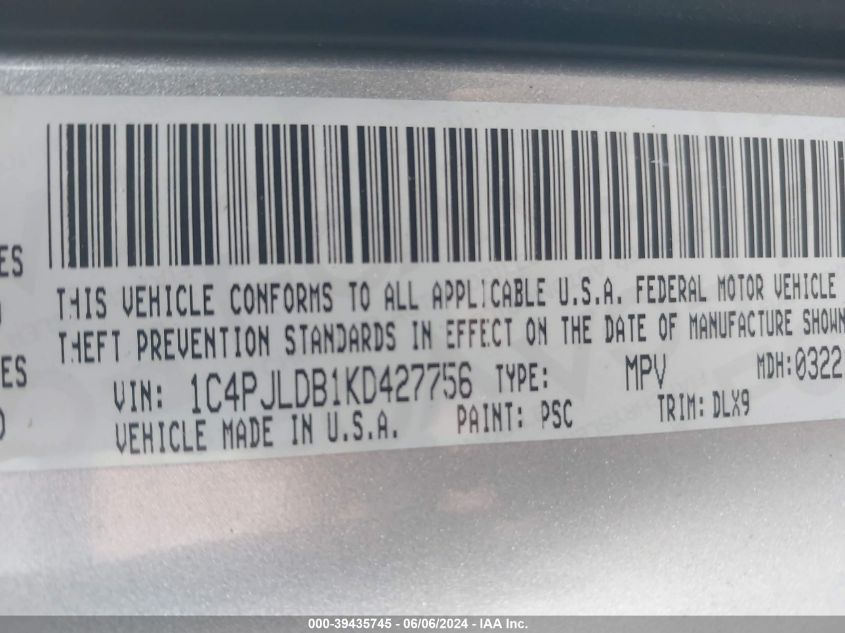 ES
THIS VEHICLE CONFORMS TO ALL APPLICABLE U.S.A. FEDERAL MOTOR VEHICLE
THEFT PREVENTION STANDARDS IN EFFECT ON THE DATE OF MANUFACTURE SHOWN
ES
VIN: 1C4PJLDB1KD427756 TYPE: MPV MDH:0322
VEHICLE MADE IN U.S.A. PAINT: PSC TRIM: DLX9
000-39435745 - 06/06/2024 - IAA Inc.